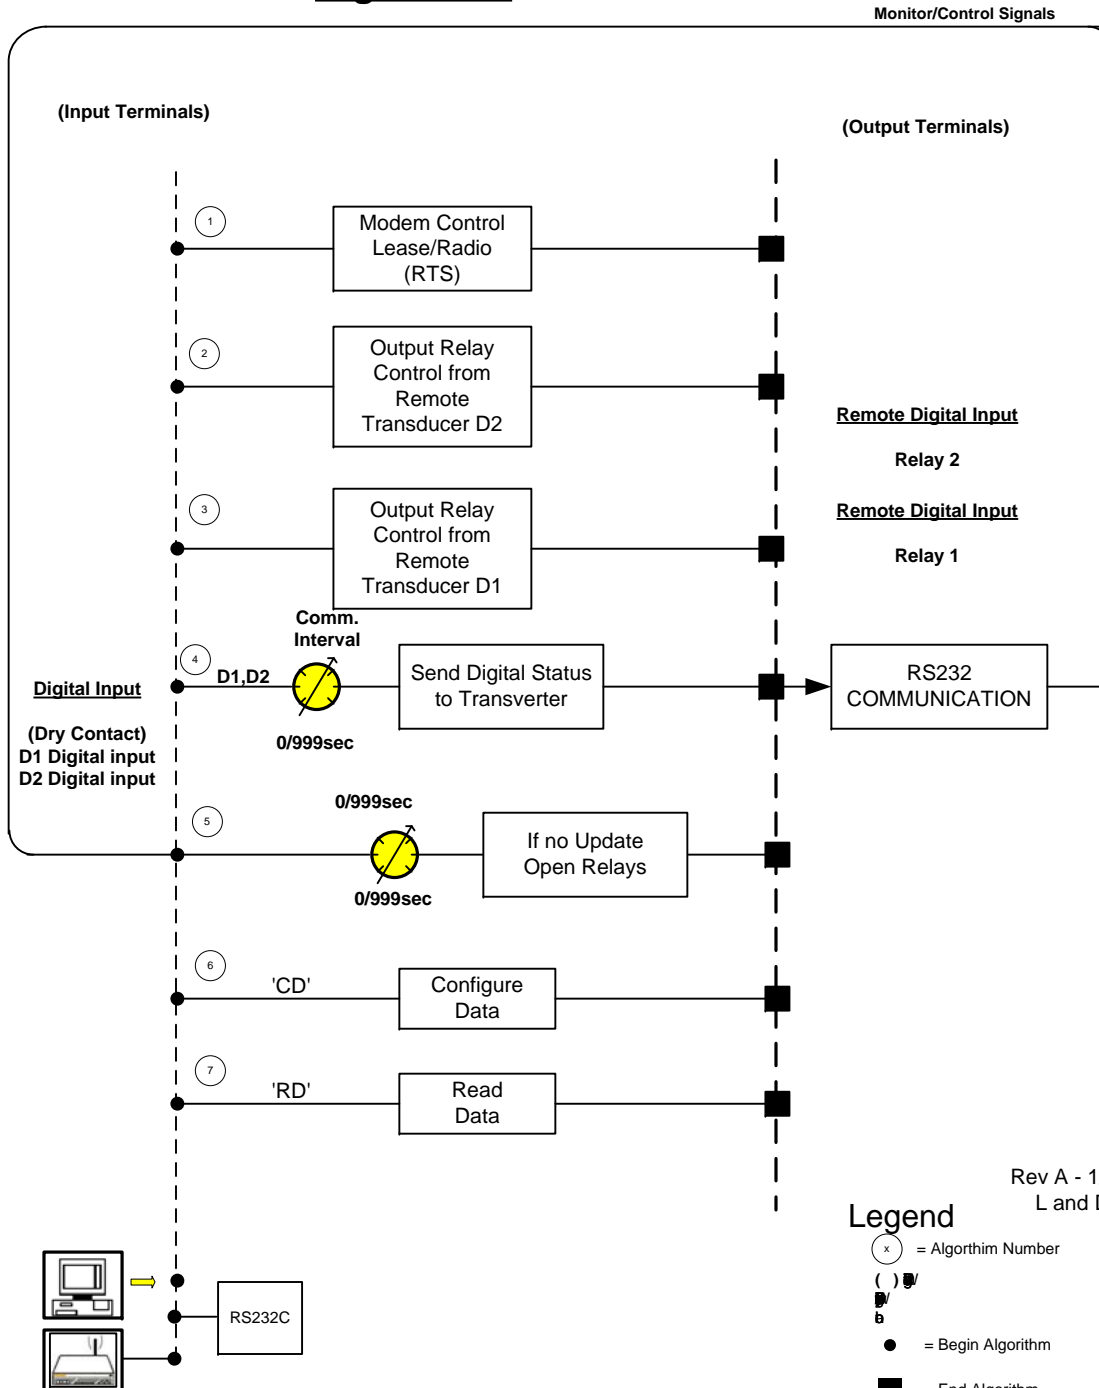 Monitor/Control Signals
(Input Terminals)
(Output Terminals)
1
Modem Control
Lease/Radio
(RTS)
2
Output Relay
Control from
Remote
Transducer D2
Remote Digital Input
Relay 2
3
Output Relay
Control from
Remote
Transducer D1
Remote Digital Input
Relay 1
Comm.
Interval
4
D1,D2
Send Digital Status
to Transverter
RS232
COMMUNICATION
0/999sec
Digital Input
(Dry Contact)
D1 Digital input
D2 Digital input
5
0/999sec
If no Update
Open Relays
0/999sec
6
'CD'
Configure
Data
7
'RD'
Read
Data
Rev A - 1
L and
Legend
x = Algorthim Number
RS232C
= Begin Algorithm
End Algorithm